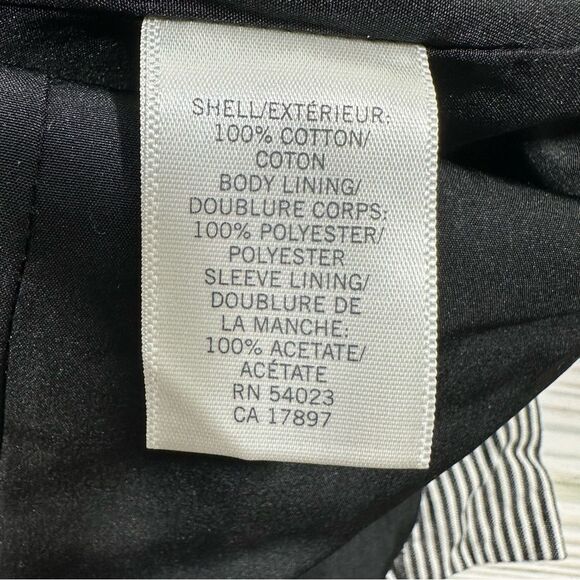 SHELL/EXTÉRIEUR:
100% COTTON/
COTON
BODY LINING/
DOUBLURE CORPS:
100% POLYESTER/
POLYESTER
SLEEVE LINING/
DOUBLURE DE
LA MANCHE:
100% ACETATE/
ACÉTATE
RN 54023
CA 17897